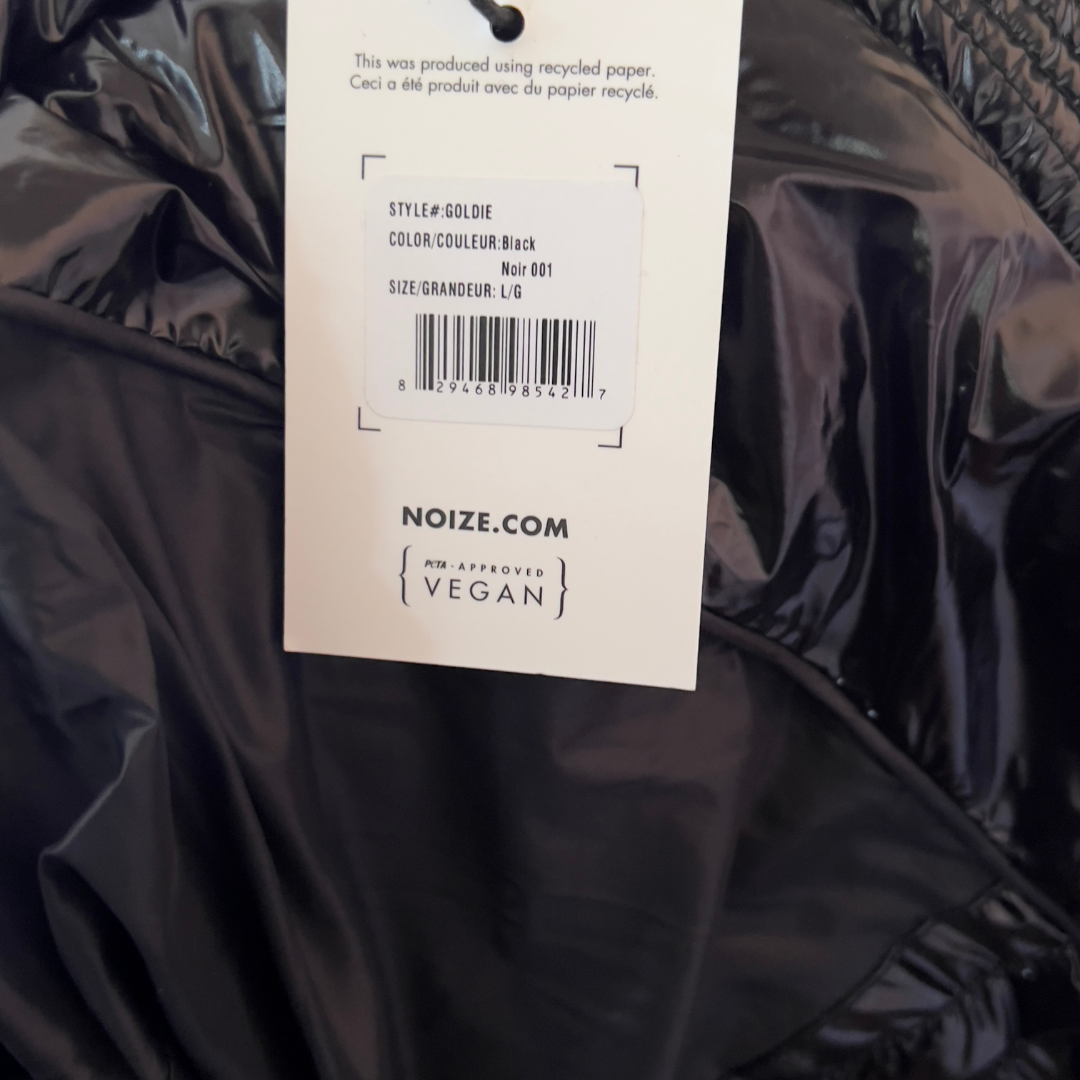 This was produced using recycled paper.
Ceci a été produit avec du papier recyclé.
STYLE#:GOLDIE
COLOR/COULEUR:Black
Noir 001
SIZE/GRANDEUR: L/G
8 29468 98542 7
NOIZE.COM
PETA - APPROVED
VEGAN